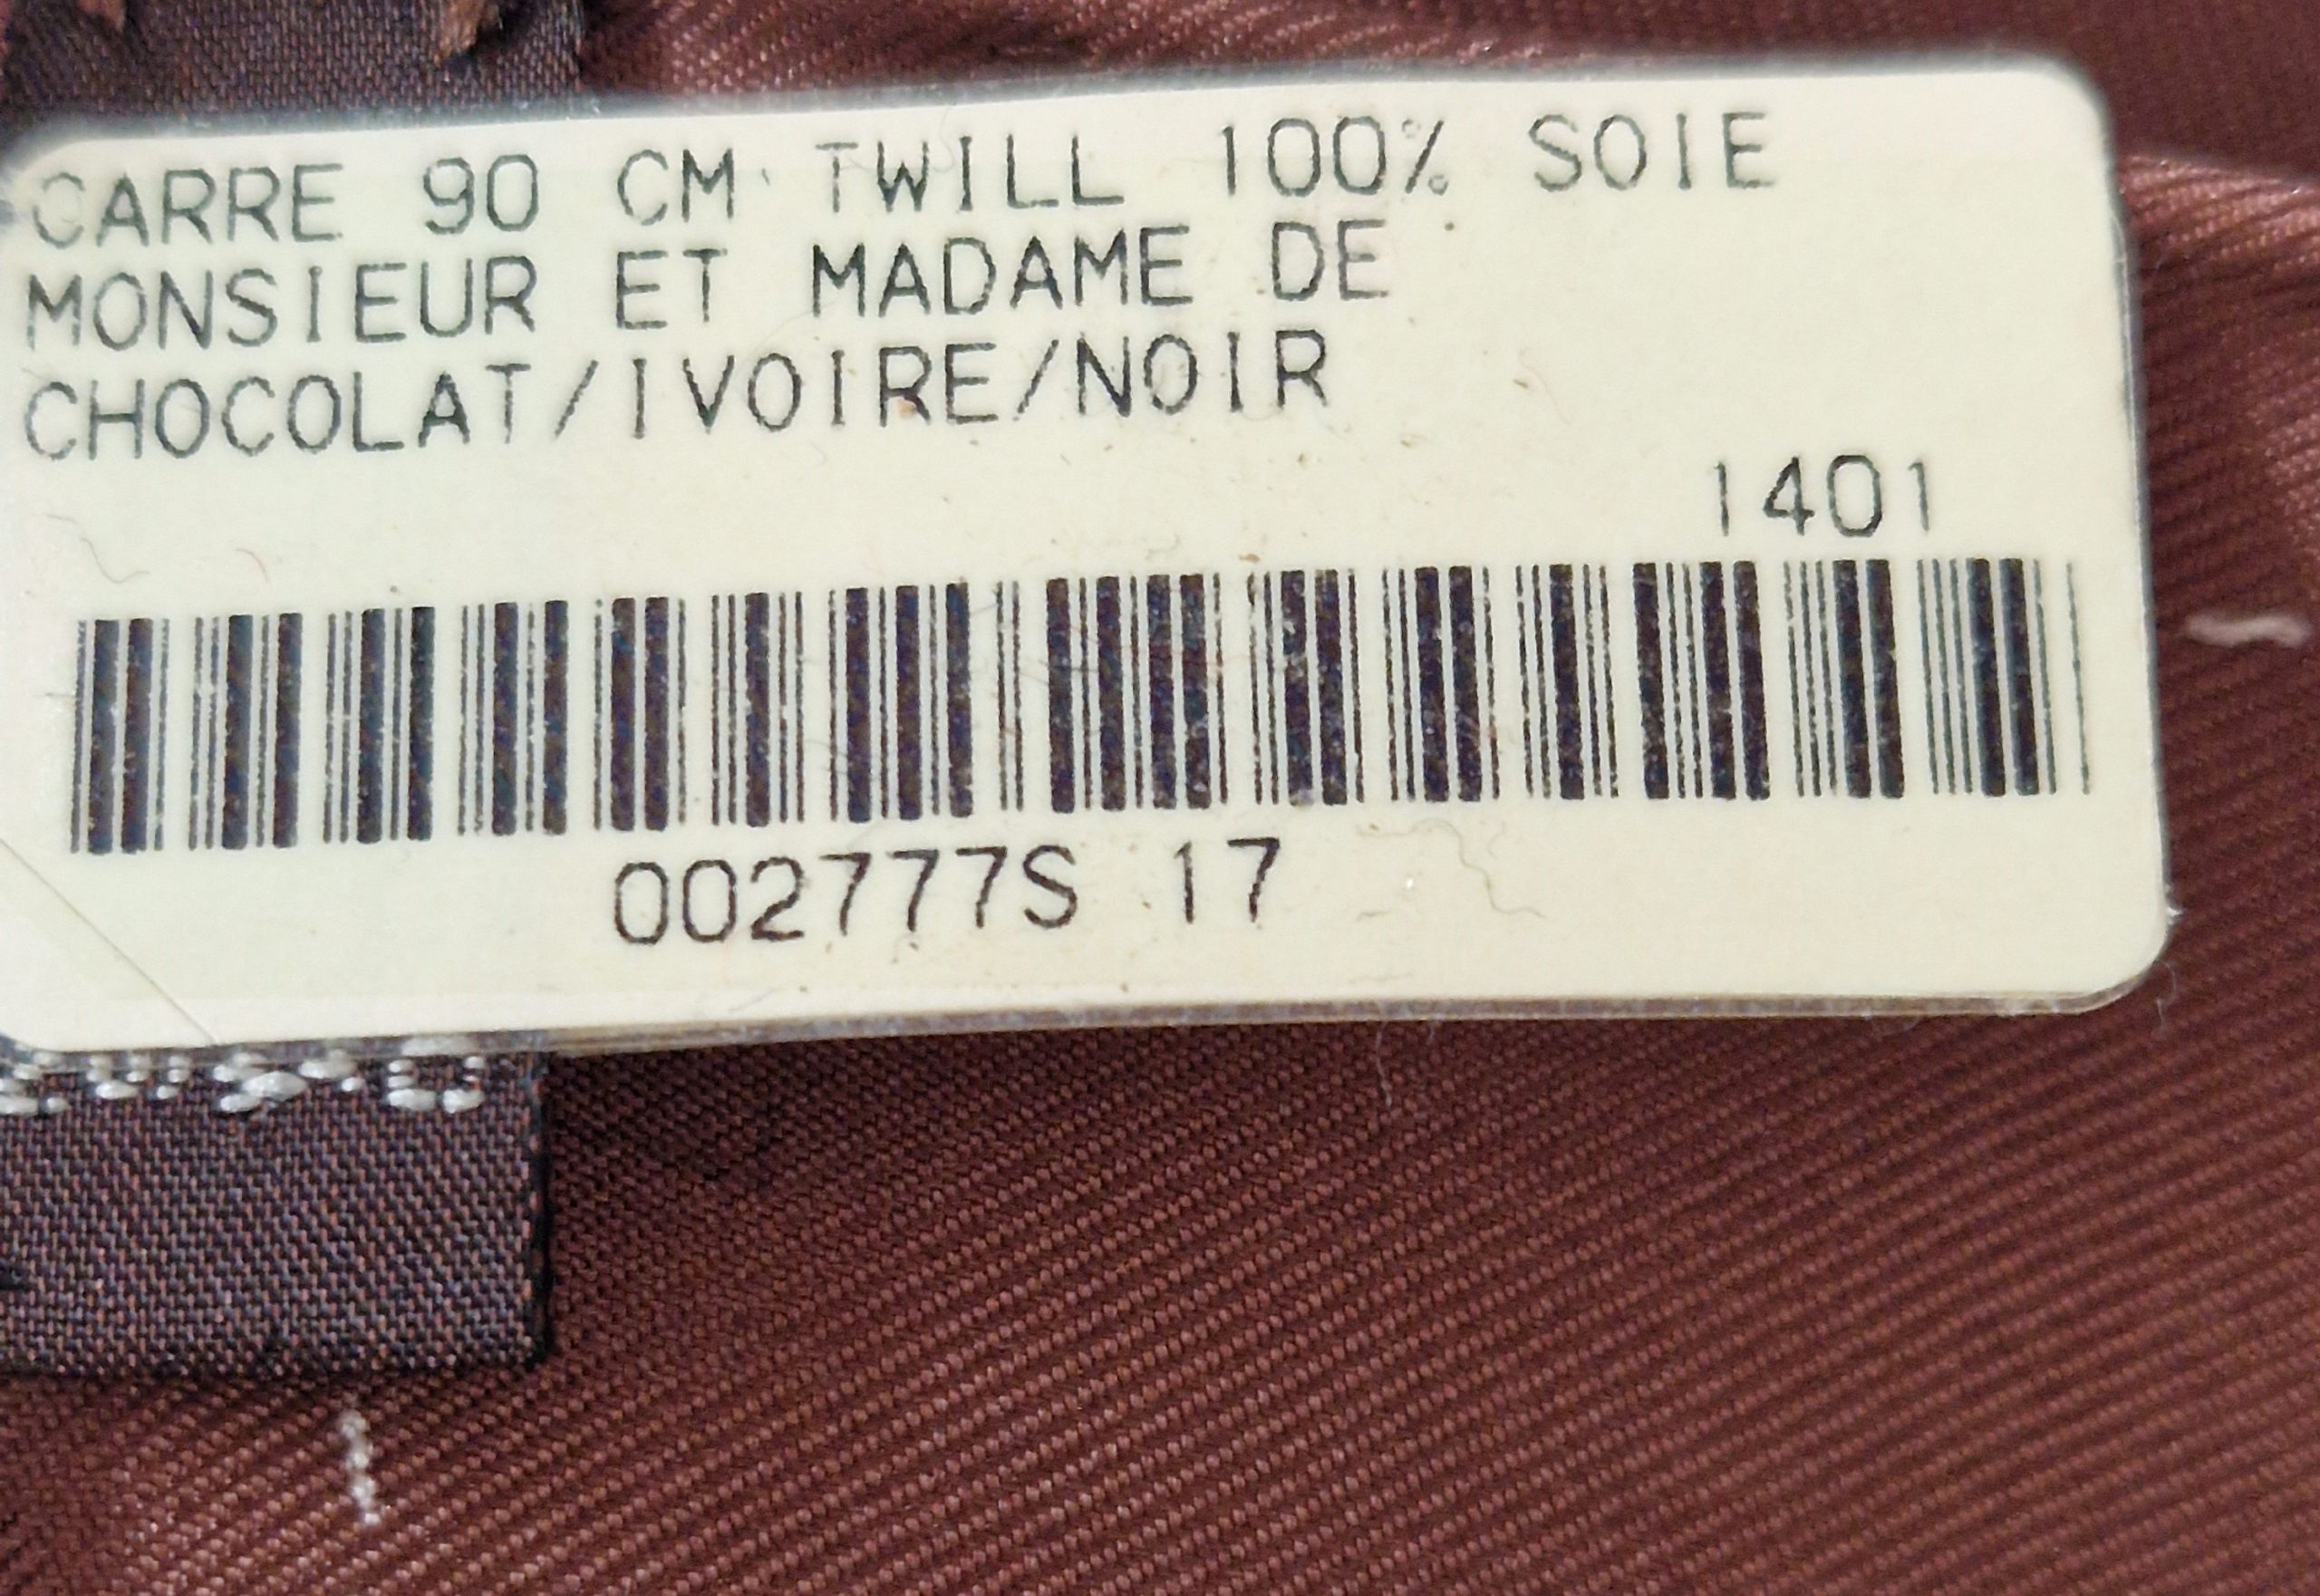 CARRE 90 CM TWILL 100% SOIE
MONSIEUR ET MADAME DE
CHOCOLAT/IVOIRE/NOIR
1401
002777S 17